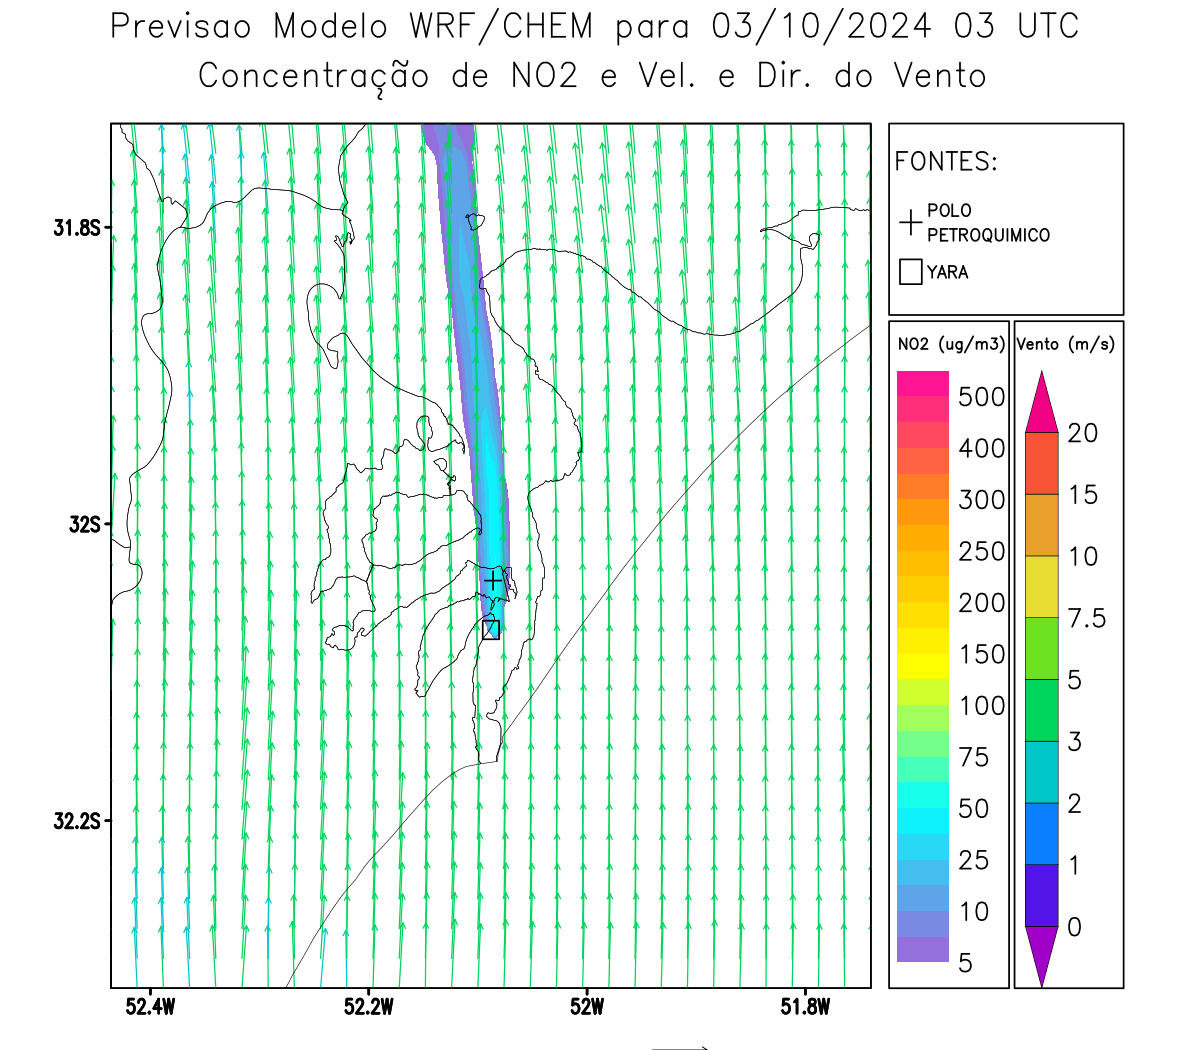 Previsao Modelo WRF/CHEM para 03/10/2024 03 UTC
Concentração de NO2 e Vel. e Dir. do Vento
FONTES:
POLO
PETROQUIMICO
YARA
31.8S
32S
32.2S
52.4W
52.2W
52W
51.8W
NO2 (ug/m3)
500
400
300
250
200
150
100
75
50
25
10
5
Vento (m/s)
20
15
10
7.5
5
3
2
1
0